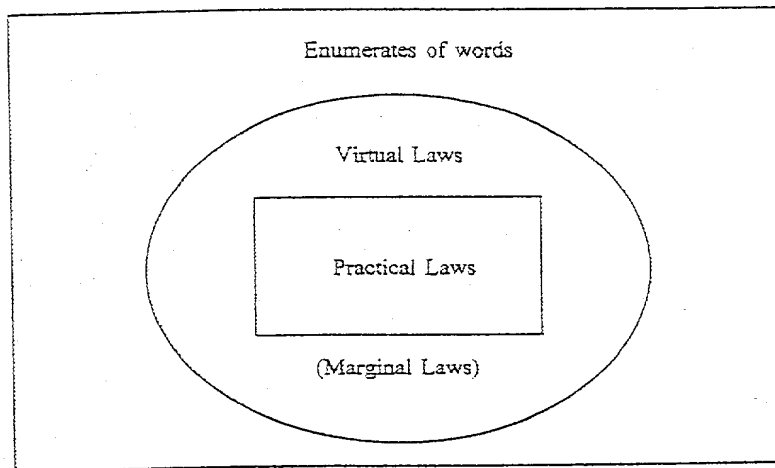 Enumerates of words
Virtual Laws
Practical Laws
(Marginal Laws)